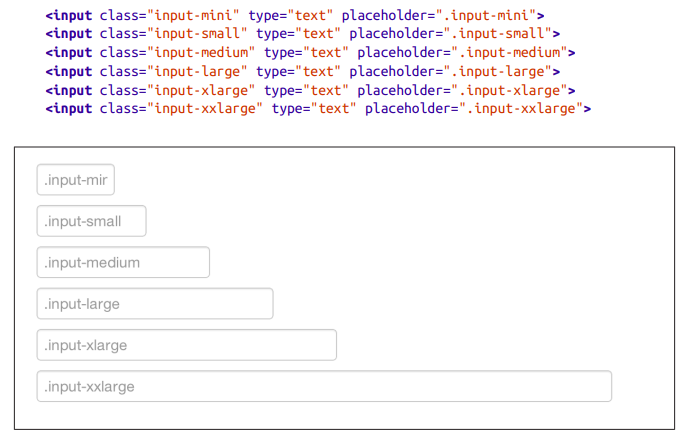 <input class="input-mini" type="text" placeholder=".input-mini">
<input class="input-small" type="text" placeholder=".input-small">
<input class="input-medium" type="text" placeholder=".input-medium">
<input class="input-large" type="text" placeholder=".input-large">
<input class="input-xlarge" type="text" placeholder=".input-xlarge">
<input class="input-xxlarge" type="text" placeholder=".input-xxlarge">
.input-mir
.input-small
.input-medium
.input-large
.input-xlarge
.input-xxlarge